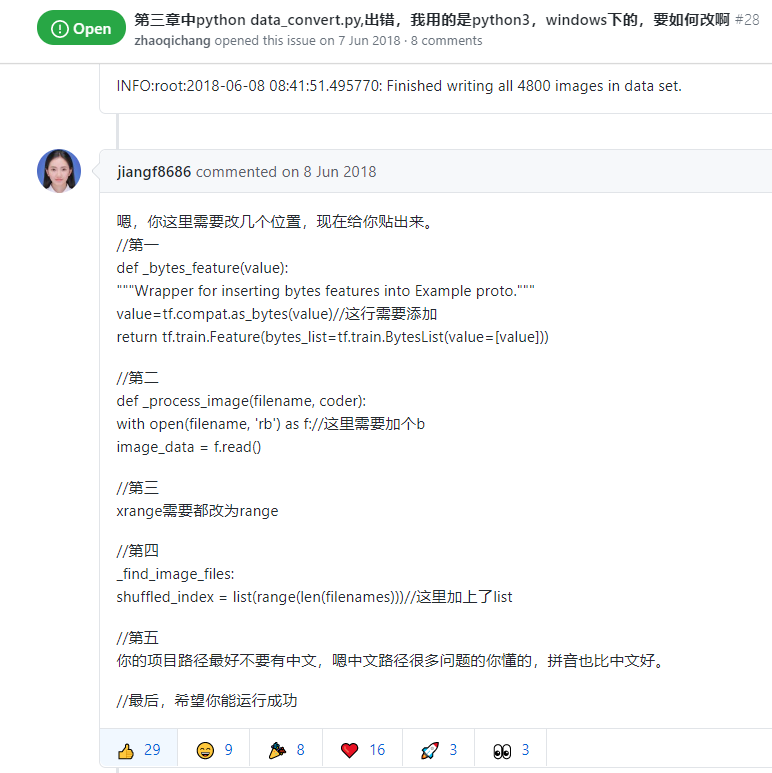 Open
第三章中python data_convert.py,出错，我用的是python3，windows下的，要如何改啊 #28
zhaoqichang opened this issue on 7 Jun 2018 · 8 comments
INFO:root:2018-06-08 08:41:51.495770: Finished writing all 4800 images in data set.
jiangf8686 commented on 8 Jun 2018
嗯，你这里需要改几个位置，现在给你贴出来。
//第一
def _bytes_feature(value):
"""Wrapper for inserting bytes features into Example proto."""
value=tf.compat.as_bytes(value)//这行需要添加
return tf.train.Feature(bytes_list=tf.train.BytesList(value=[value]))
//第二
def _process_image(filename, coder):
with open(filename, 'rb') as f://这里需要加个b
image_data = f.read()
//第三
xrange需要都改为range
//第四
_find_image_files:
shuffled_index = list(range(len(filenames)))//这里加上了list
//第五
你的项目路径最好不要有中文，嗯中文路径很多问题的你懂的，拼音也比中文好。
//最后，希望你能运行成功
29 9 8 16 3 3